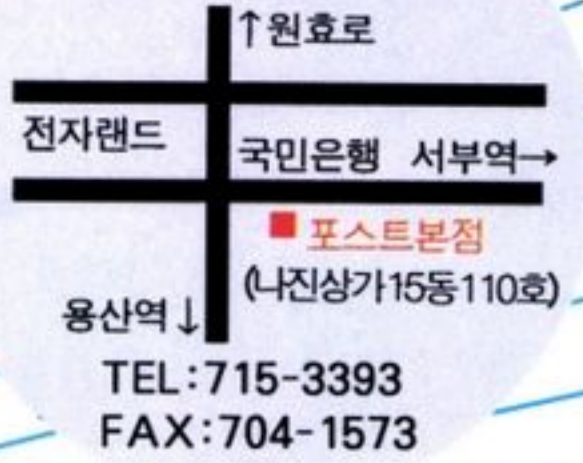 ↑원효로
전자랜드
국민은행 서부역→
■ 포스트본점
(나진상가15동110호)
용산역↓
TEL:715-3393
FAX:704-1573